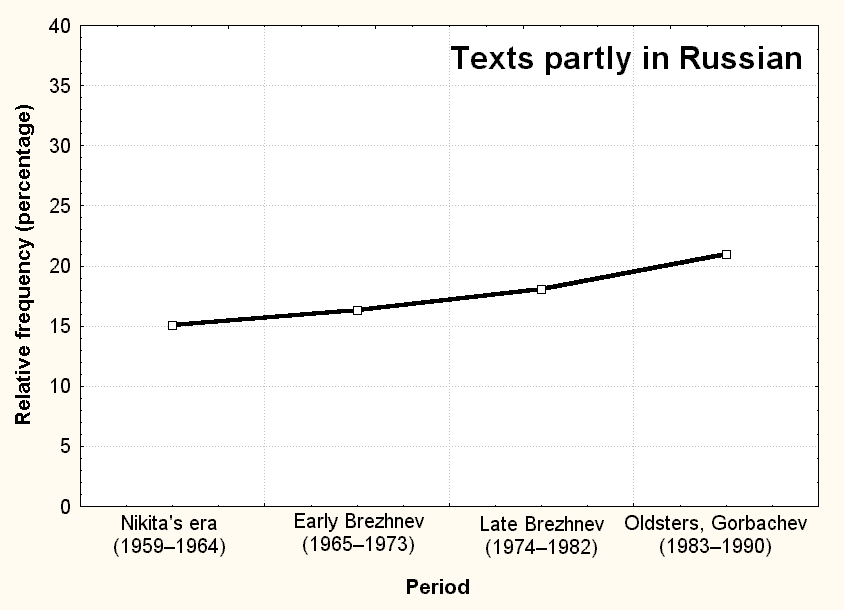 Texts partly in Russian
Relative frequency (percentage)
40
35
30
25
20
15
10
5
0
Nikita's era
(1959–1964)
Early Brezhnev
(1965–1973)
Late Brezhnev
(1974–1982)
Oldsters, Gorbachev
(1983–1990)
Period